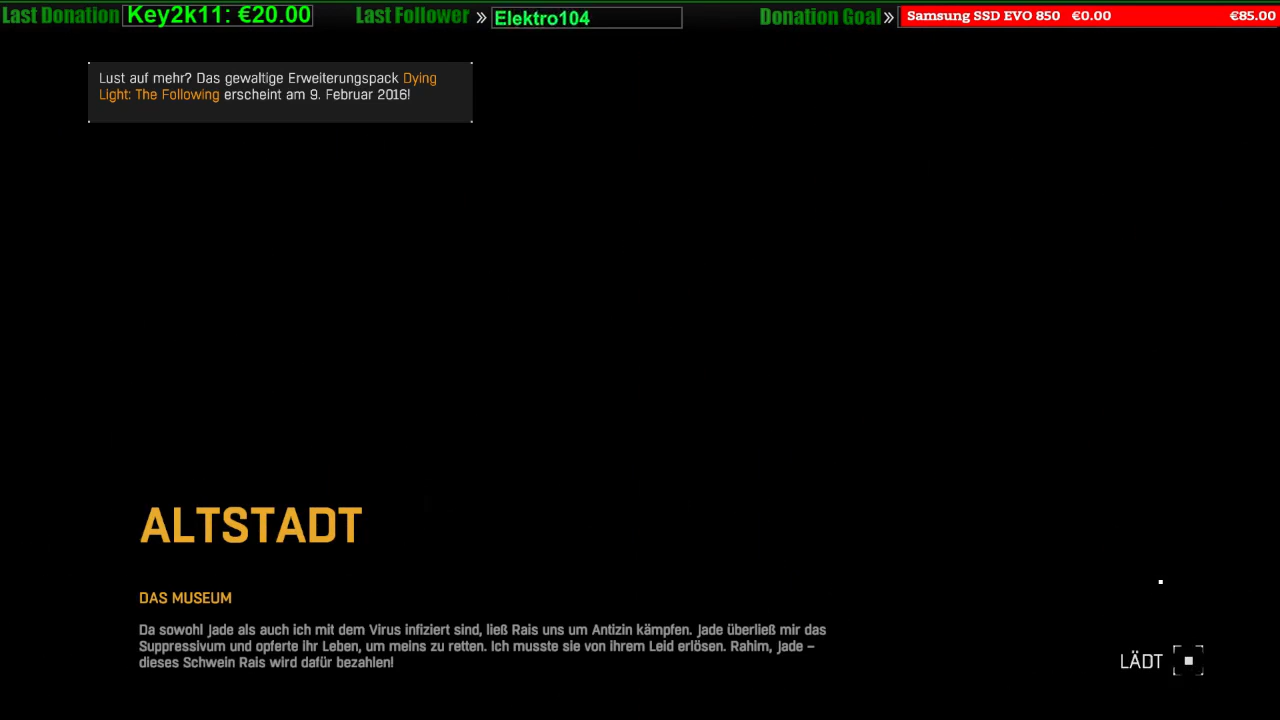 Last Donation Key2k11: €20.00 Last Follower » Elektro104 Donation Goal » Samsung SSD EVO 850 €0.00 €85.00
Lust auf mehr? Das gewaltige Erweiterungspack Dying
Light: The Following erscheint am 9. Februar 2016!
ALTSTADT
DAS MUSEUM
Da sowohl Jade als auch ich mit dem Virus infiziert sind, ließ Rais uns um Antizin kämpfen. Jade überließ mir das
Suppressivum und opferte ihr Leben, um meins zu retten. Ich musste sie von ihrem Leid erlösen. Rahim, Jade –
dieses Schwein Rais wird dafür bezahlen!
LÄDT